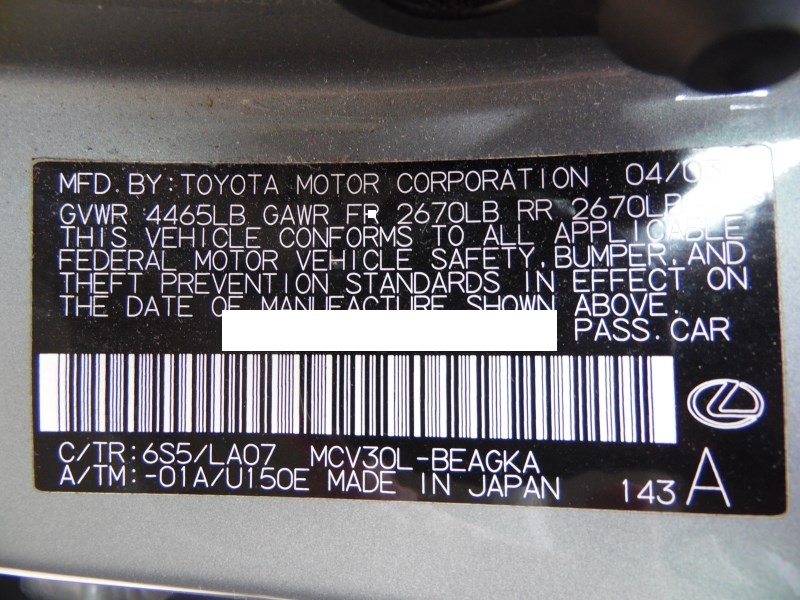 MFD. BY: TOYOTA MOTOR CORPORATION 04/03
GVWR 4465LB GAWR FR 2670LB RR 2670LB
THIS VEHICLE CONFORMS TO ALL APPLICABLE
FEDERAL MOTOR VEHICLE SAFETY, BUMPER, AND
THEFT PREVENTION STANDARDS IN EFFECT ON
THE DATE OF MANUFACTURE SHOWN ABOVE.
PASS. CAR
C/TR: 6S5/LA07 MCV30L-BEAGKA
A/TM: -01A/U150E MADE IN JAPAN 143 A